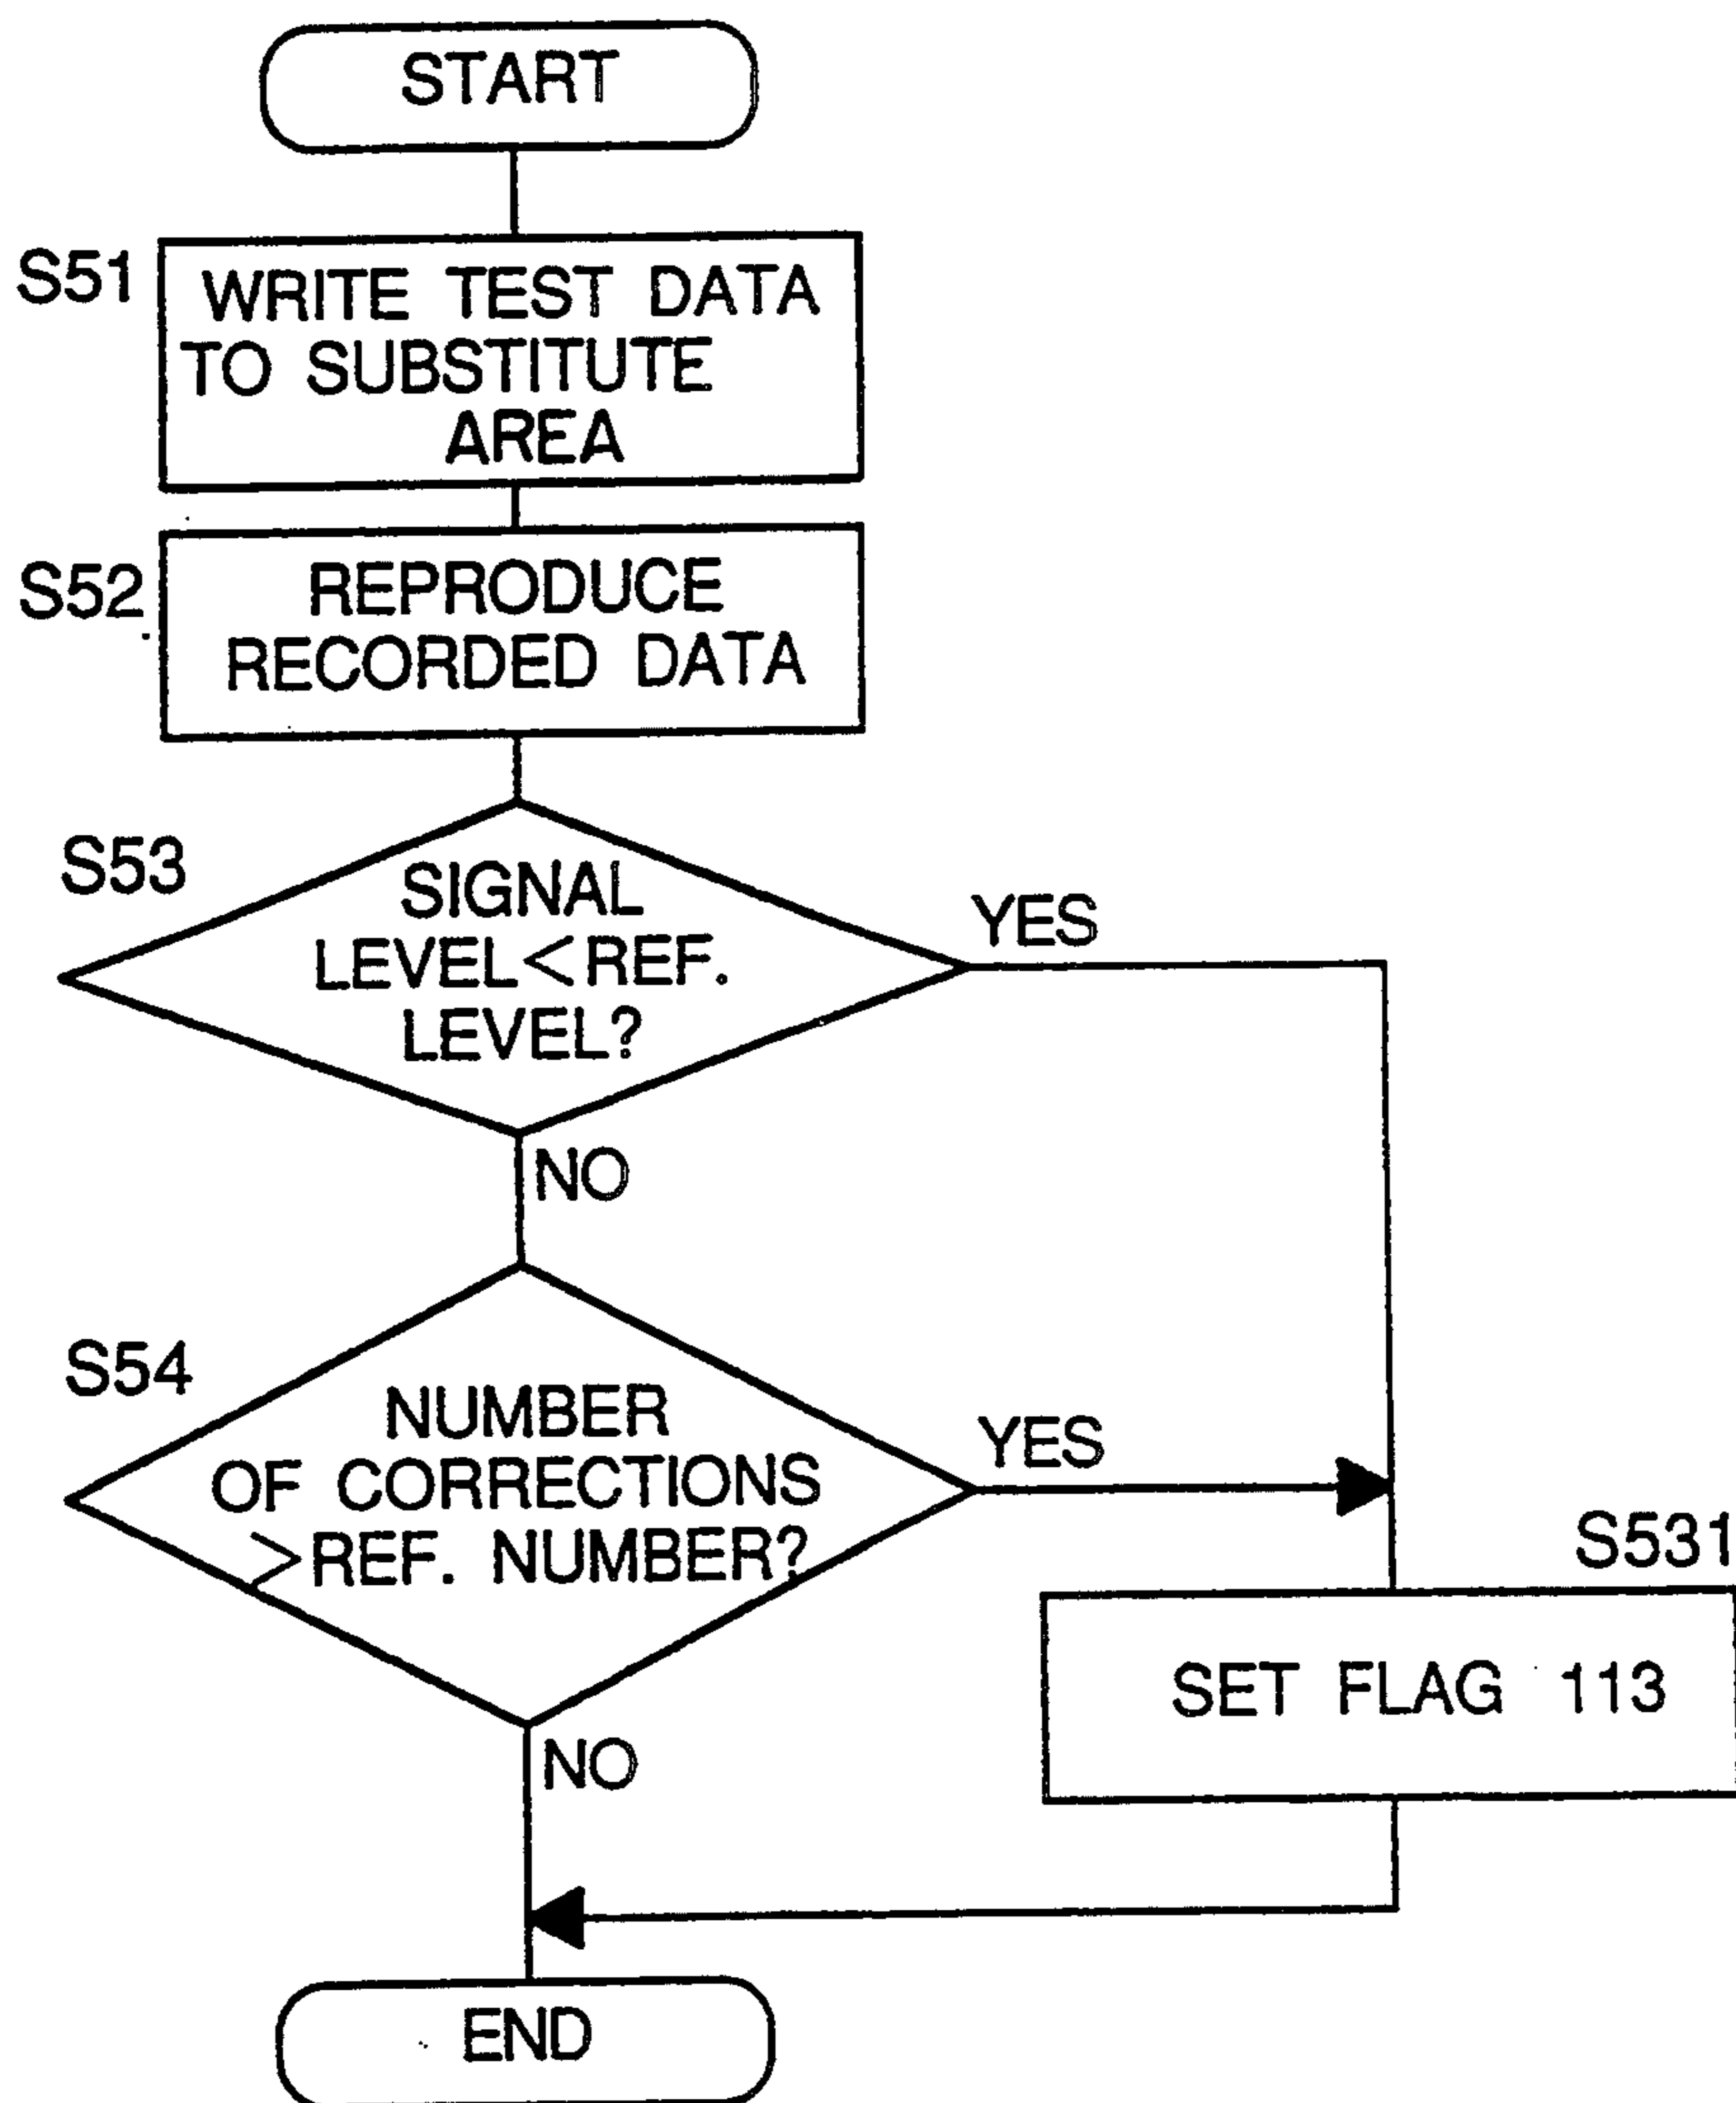 START
S51
WRITE TEST DATA
TO SUBSTITUTE
AREA
S52
REPRODUCE
RECORDED DATA
S53
SIGNAL
LEVEL<REF.
LEVEL?
YES
NO
S54
NUMBER
OF CORRECTIONS
>REF. NUMBER?
YES
S531
SET FLAG 113
NO
END